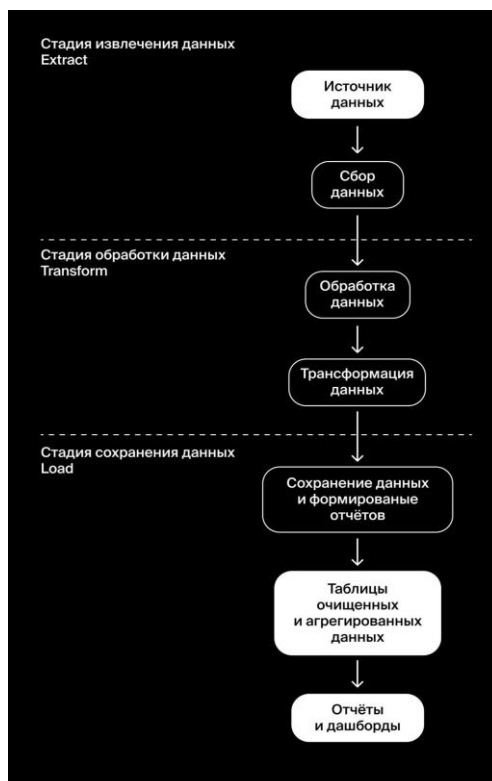 Стадия извлечения данных
Extract
Источник
данных
Сбор
данных
Стадия обработки данных
Transform
Обработка
данных
Трансформация
данных
Стадия сохранения данных
Load
Сохранение данных
и формированые
отчётов
Таблицы
очищенных
и агрегированных
данных
Отчёты
и дашборды